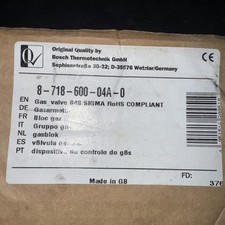 Original Quality by
Bosch Thermotechnik GmbH
Sophienstraße 30-32; D-35576 Wetzlar/Germany
8-718-600-04A-0
EN Gas valve 848 SIGMA RoHS COMPLIANT
DE Gasarmatur
FR Bloc gaz
IT Gruppo gas
NL gasblok
ES válvula de gas
PT dispositivo de controlo de gás
Made in GB
FD:
376